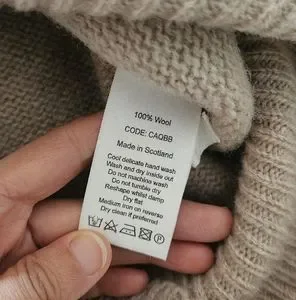 100% Wool
CODE: CAQBB
Made in Scotland
Cool delicate hand wash
Wash and dry inside out
Do not machine wash
Do not tumble dry
Reshape whilst damp
Dry flat
Medium iron on reverse
Dry clean if preferred